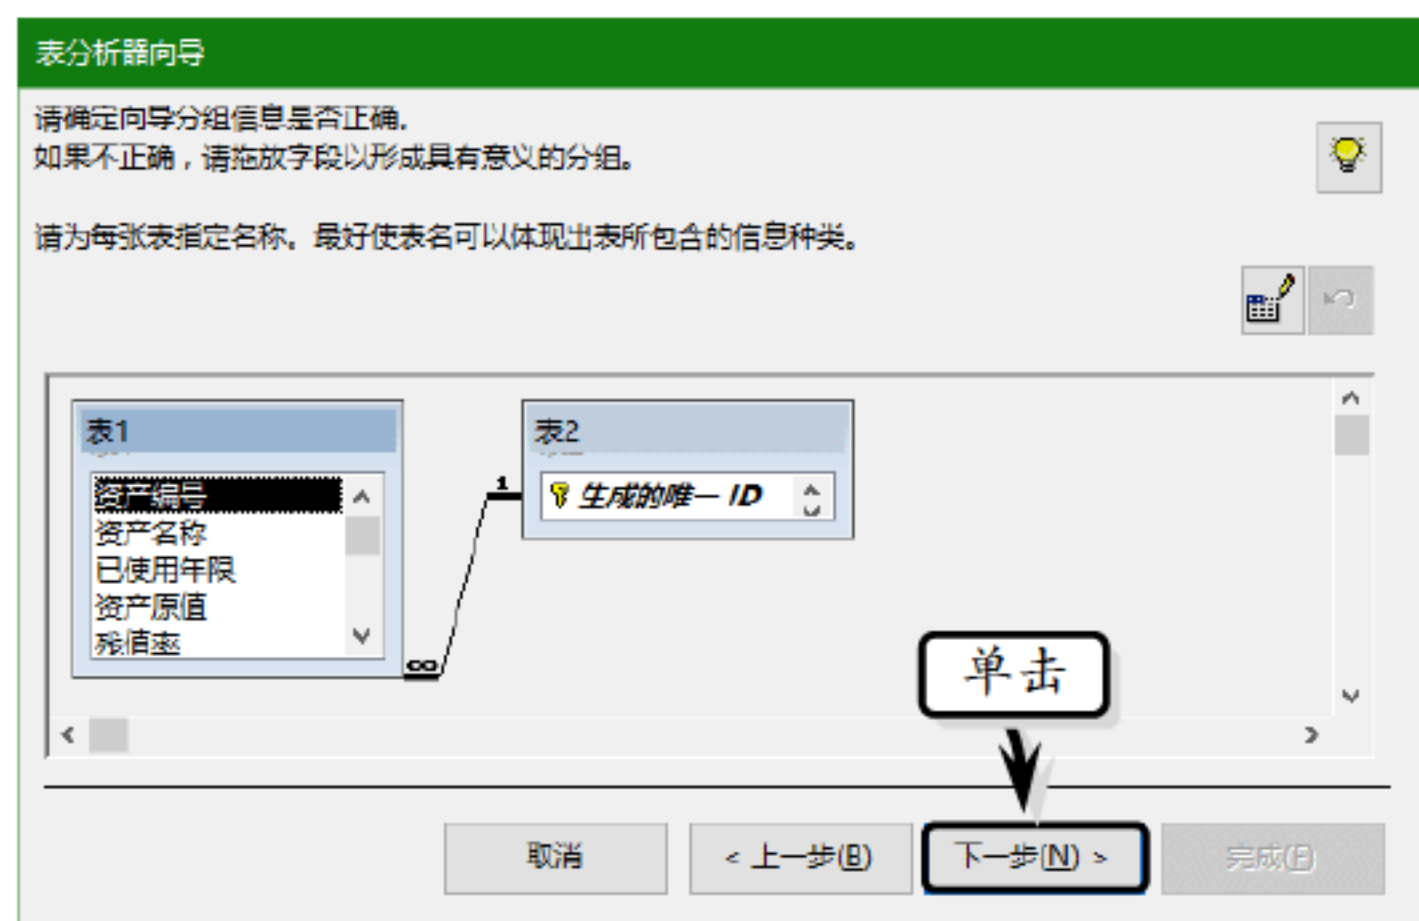 表分析器向导
请确定向导分组信息是否正确。
如果不正确，请拖放字段以形成具有意义的分组。
请为每张表指定名称。最好使表名可以体现出表所包含的信息种类。
表1
资产编号
资产名称
已使用年限
资产原值
残值率
∞
1
表2
生成的唯一 ID
单击
取消
< 上一步(B)
下一步(N) >
完成(F)